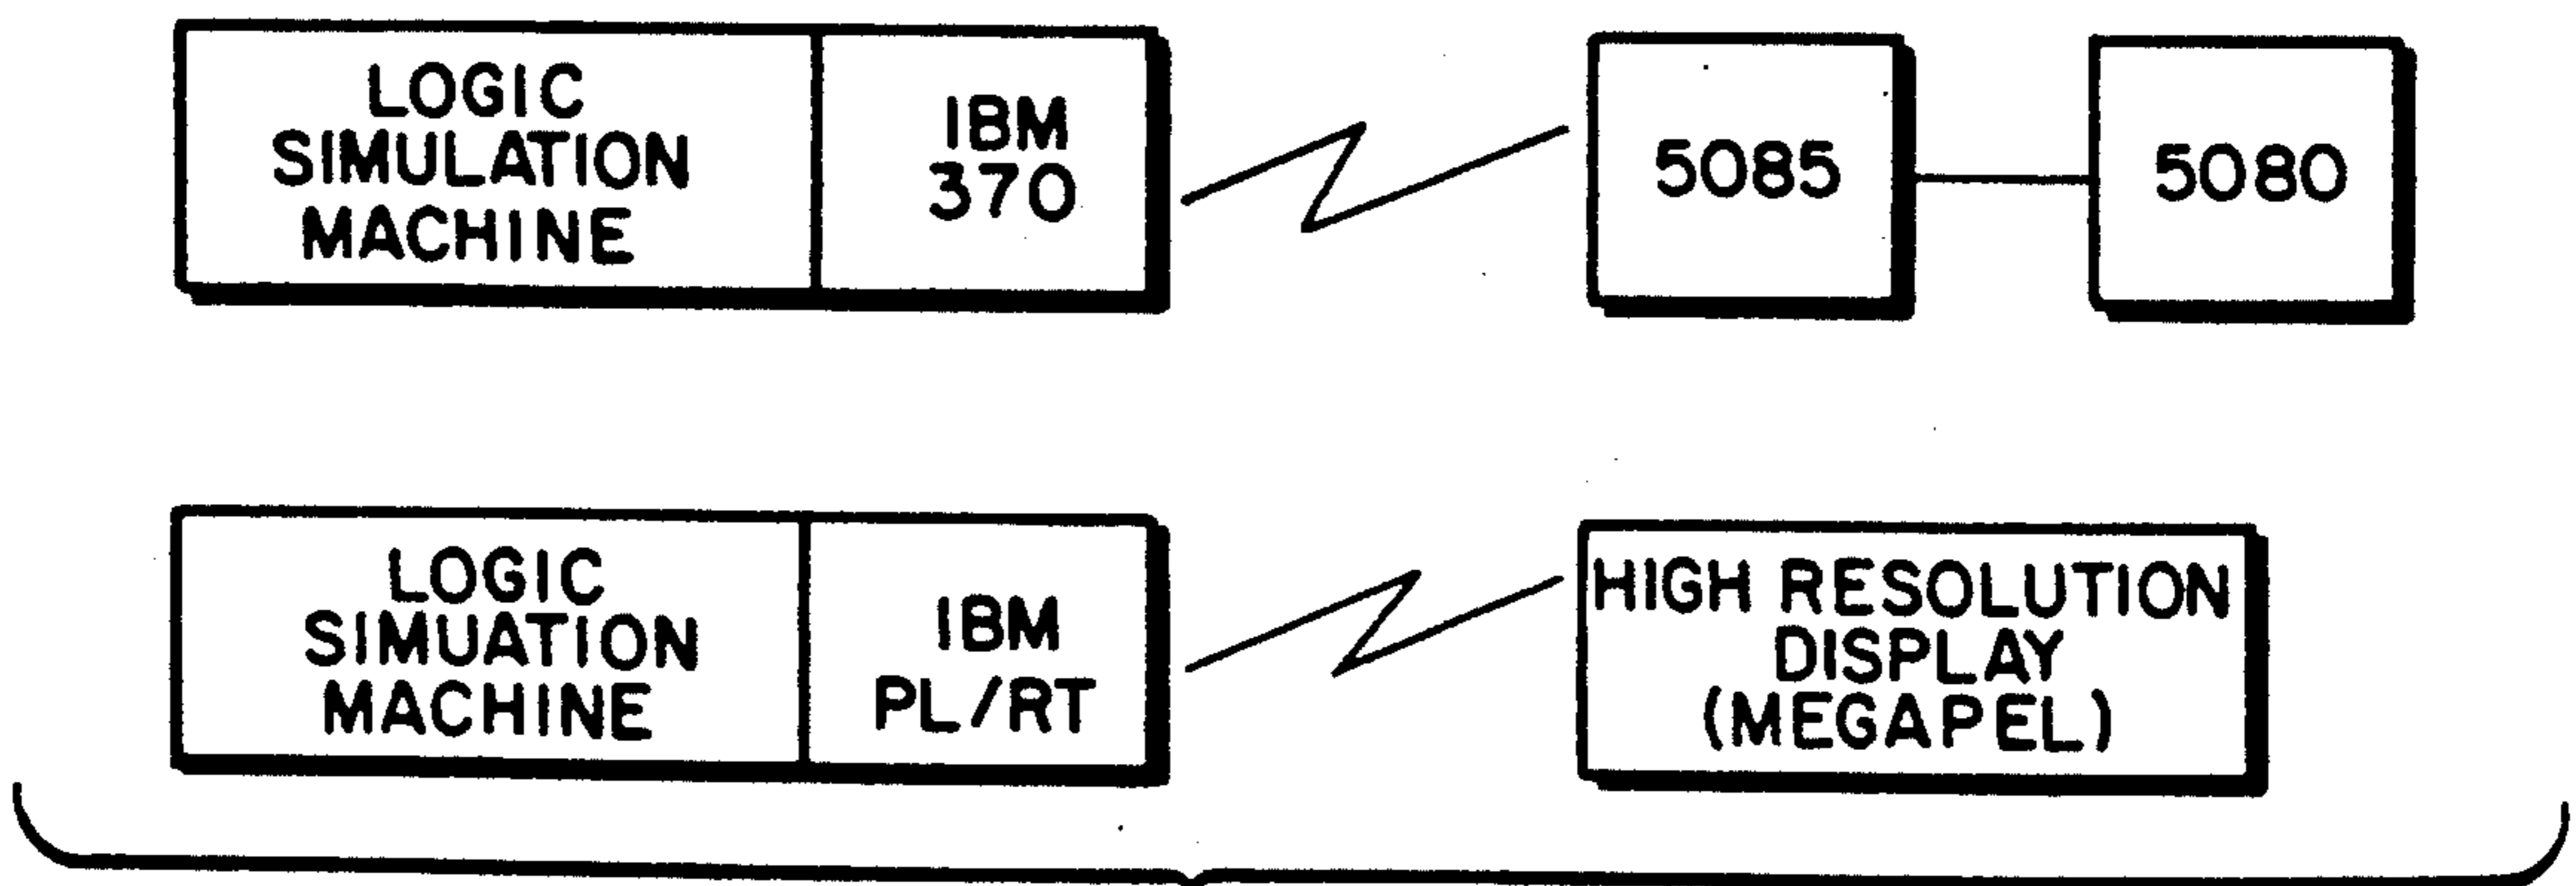 LOGIC
SIMULATION
MACHINE
IBM
370
5085
5080
LOGIC
SIMUATION
MACHINE
IBM
PL/RT
HIGH RESOLUTION
DISPLAY
(MEGAPEL)